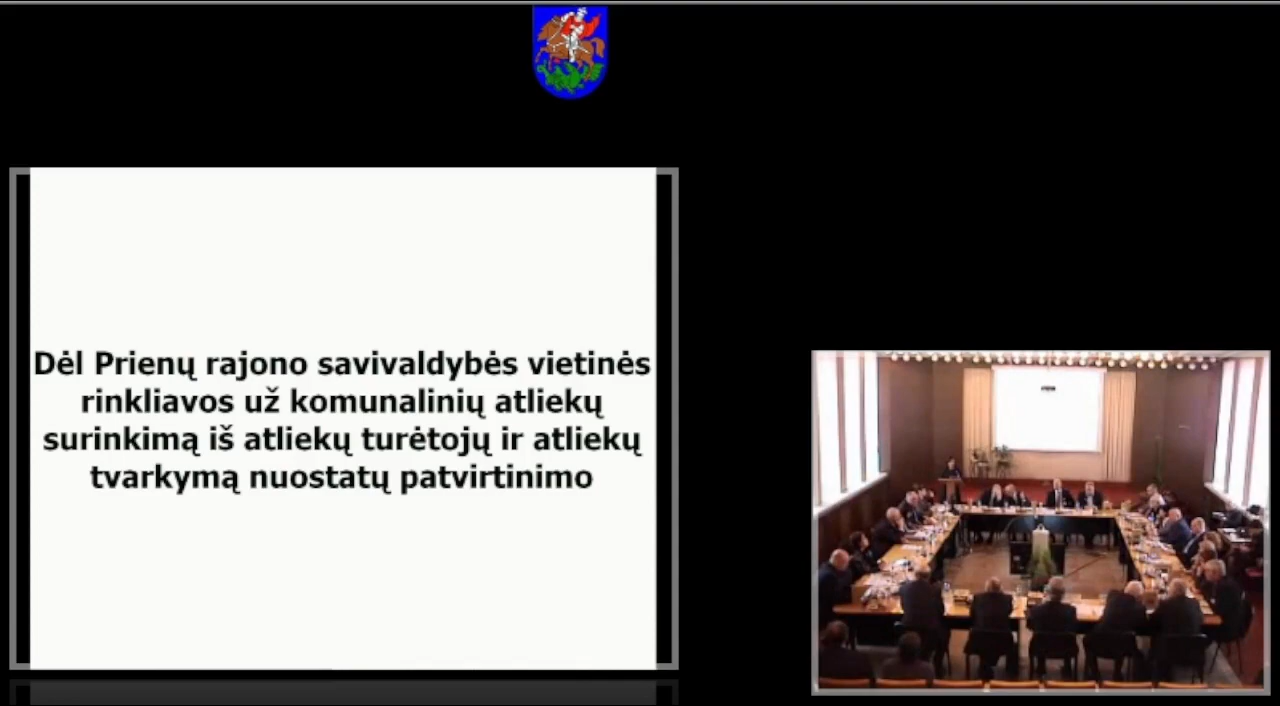 Dėl Prienų rajono savivaldybės vietinės
rinkliavos už komunalinių atliekų
surinkimą iš atliekų turėtojų ir atliekų
tvarkymą nuostatų patvirtinimo